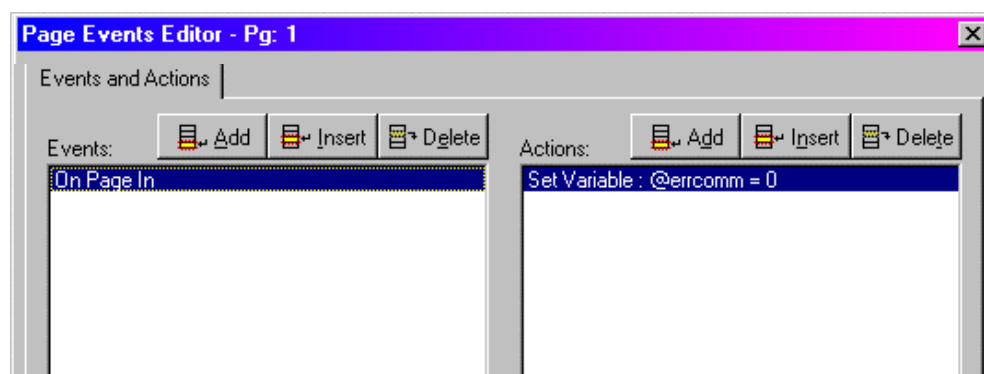 Page Events Editor - Pg: 1
Events and Actions
Events: Add Insert Delete
Actions: Add Insert Delete
On Page In
Set Variable : @errcomm = 0